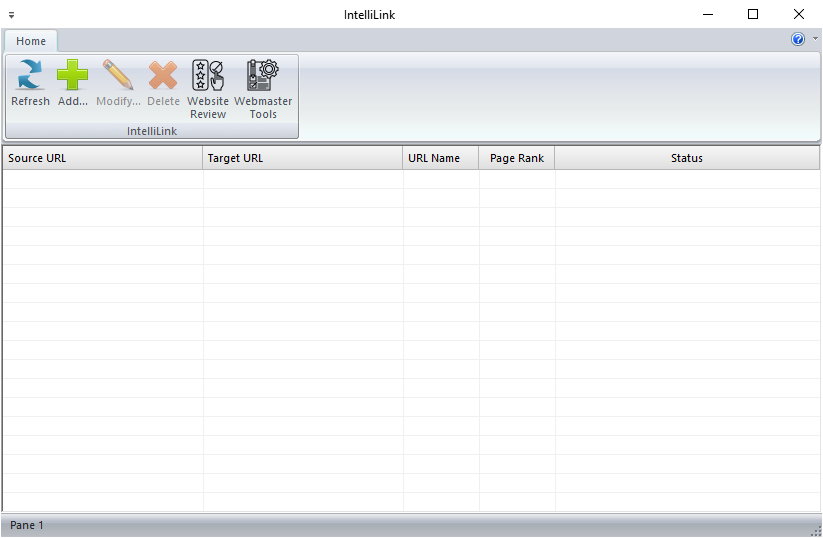 IntelliLink
Home
Refresh Add... Modify... Delete Website Review Webmaster Tools
IntelliLink
Source URL Target URL URL Name Page Rank Status
Pane 1